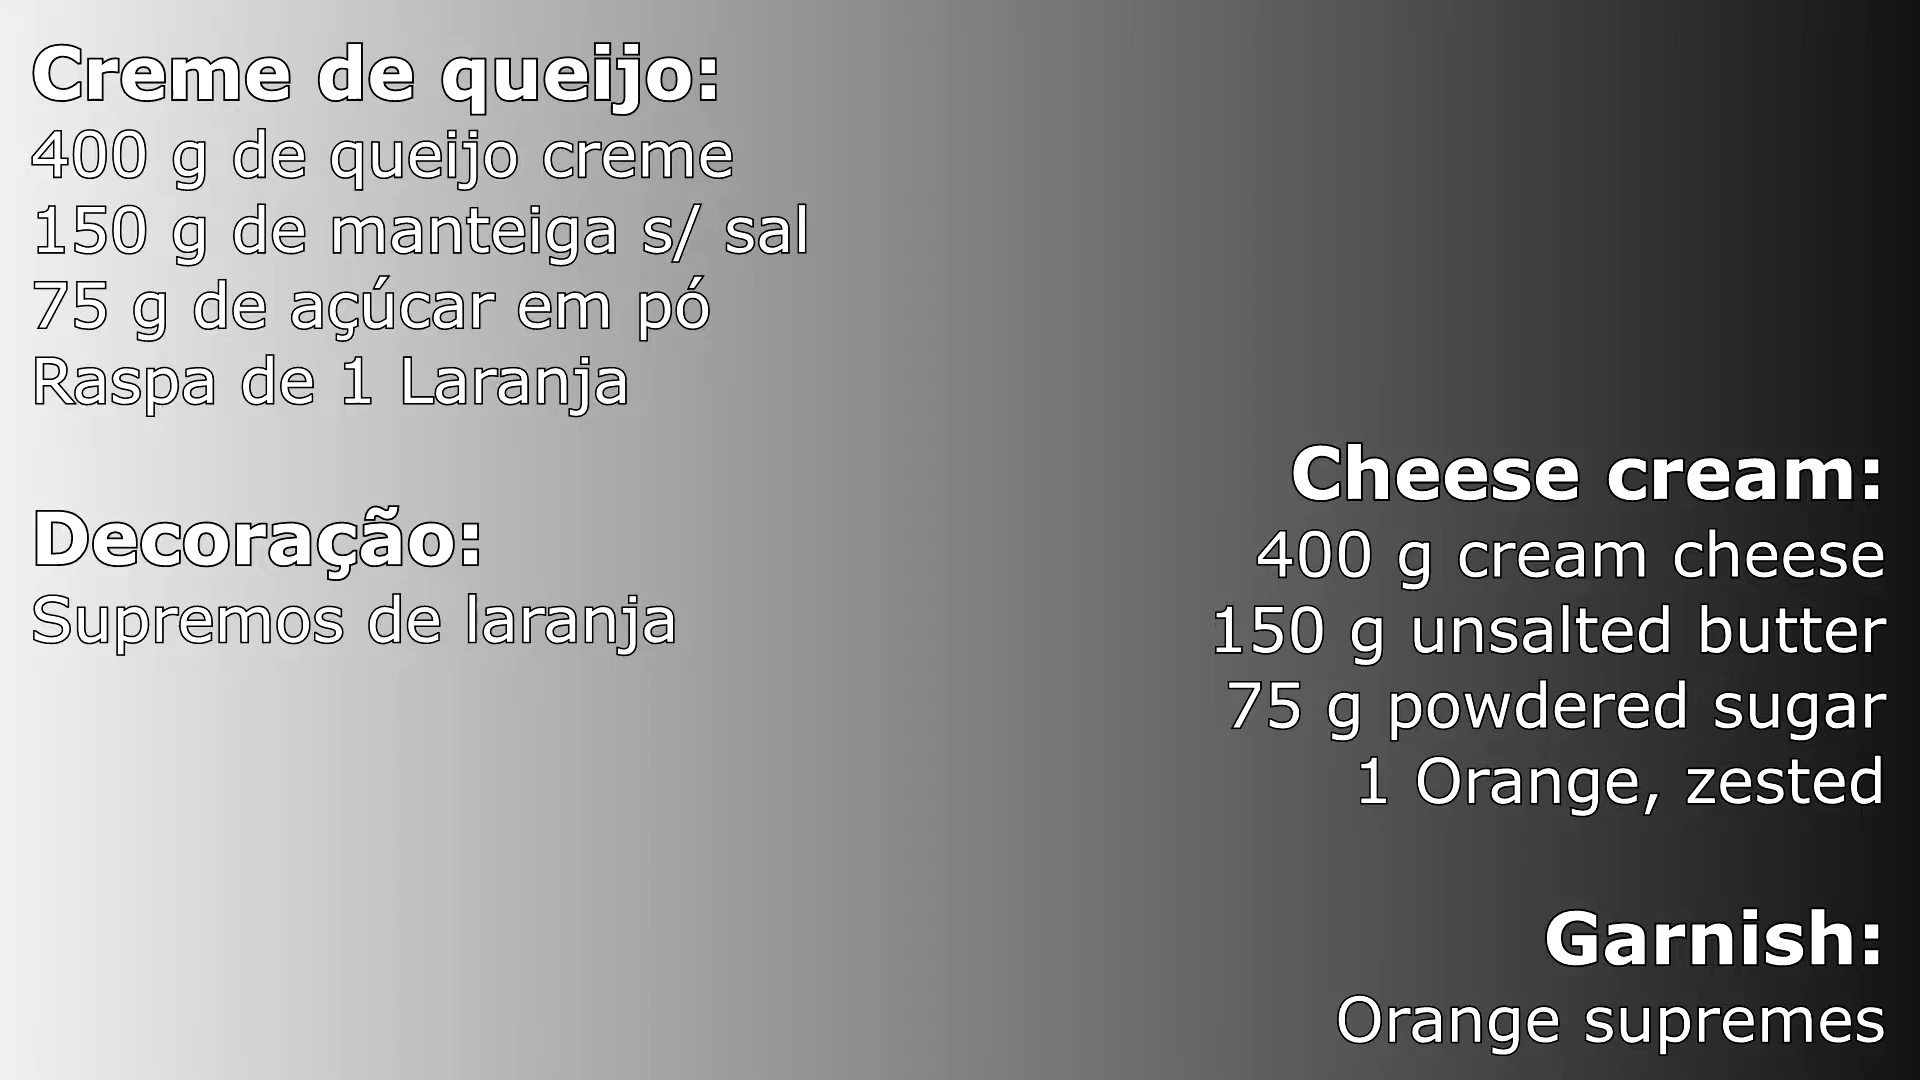 Creme de queijo:
400 g de queijo creme
150 g de manteiga s/ sal
75 g de açúcar em pó
Raspa de 1 Laranja
Decoração:
Supremos de laranja
Cheese cream:
400 g cream cheese
150 g unsalted butter
75 g powdered sugar
1 Orange, zested
Garnish:
Orange supremes